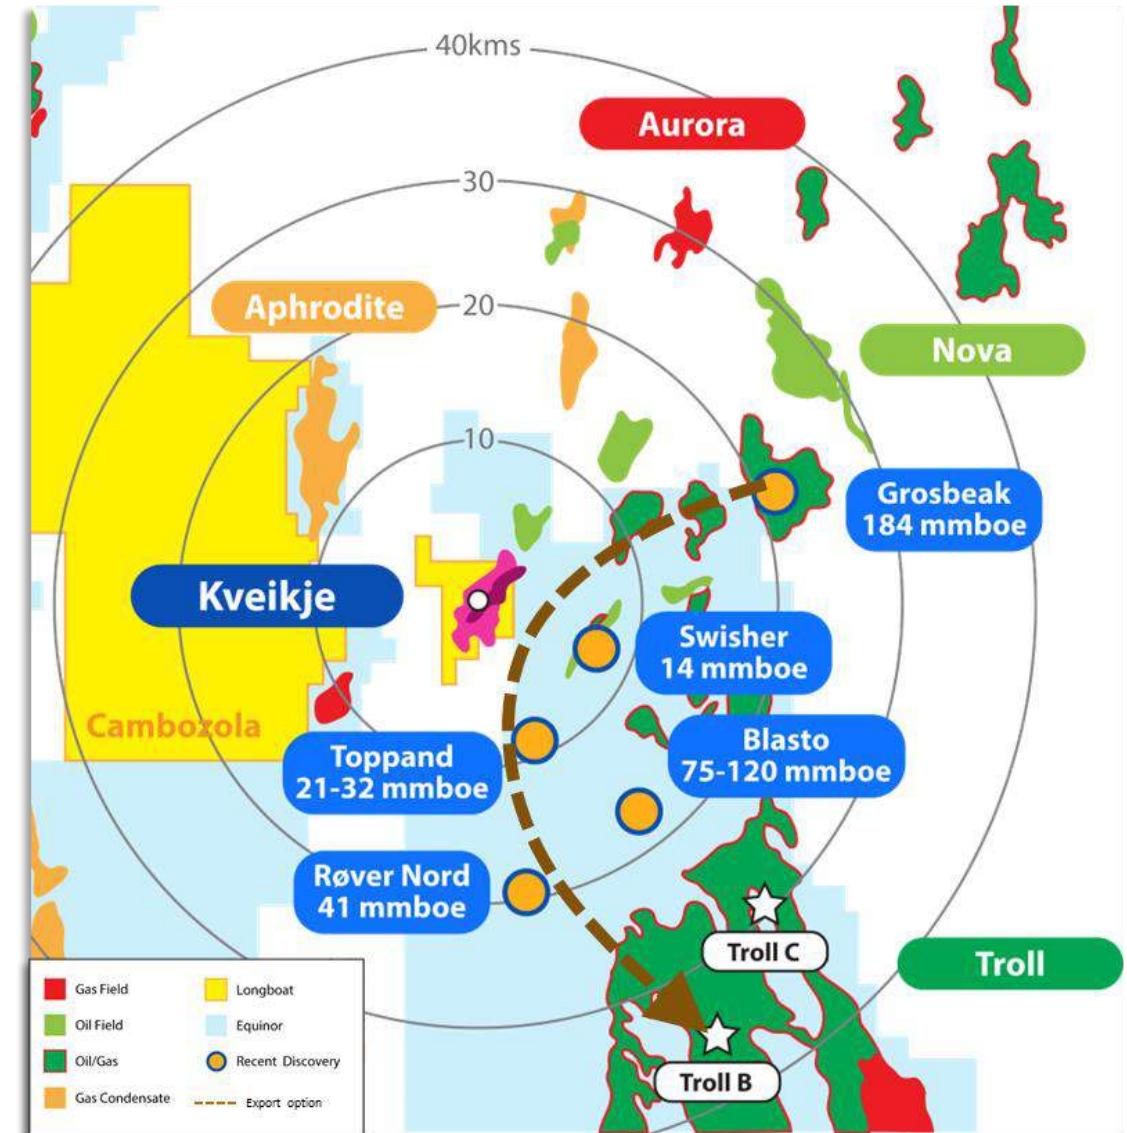 40kms
Aurora
30
Aphrodite
20
Nova
10
Grosbeak
184 mmboe
Kveikje
Swisher
14 mmboe
Cambozola
Toppand
21-32 mmboe
Blasto
75-120 mmboe
Røver Nord
41 mmboe
Troll C
Troll
Troll B
Gas Field
Longboat
Oil Field
Equinor
Oil/Gas
Recent Discovery
Gas Condensate
Export option